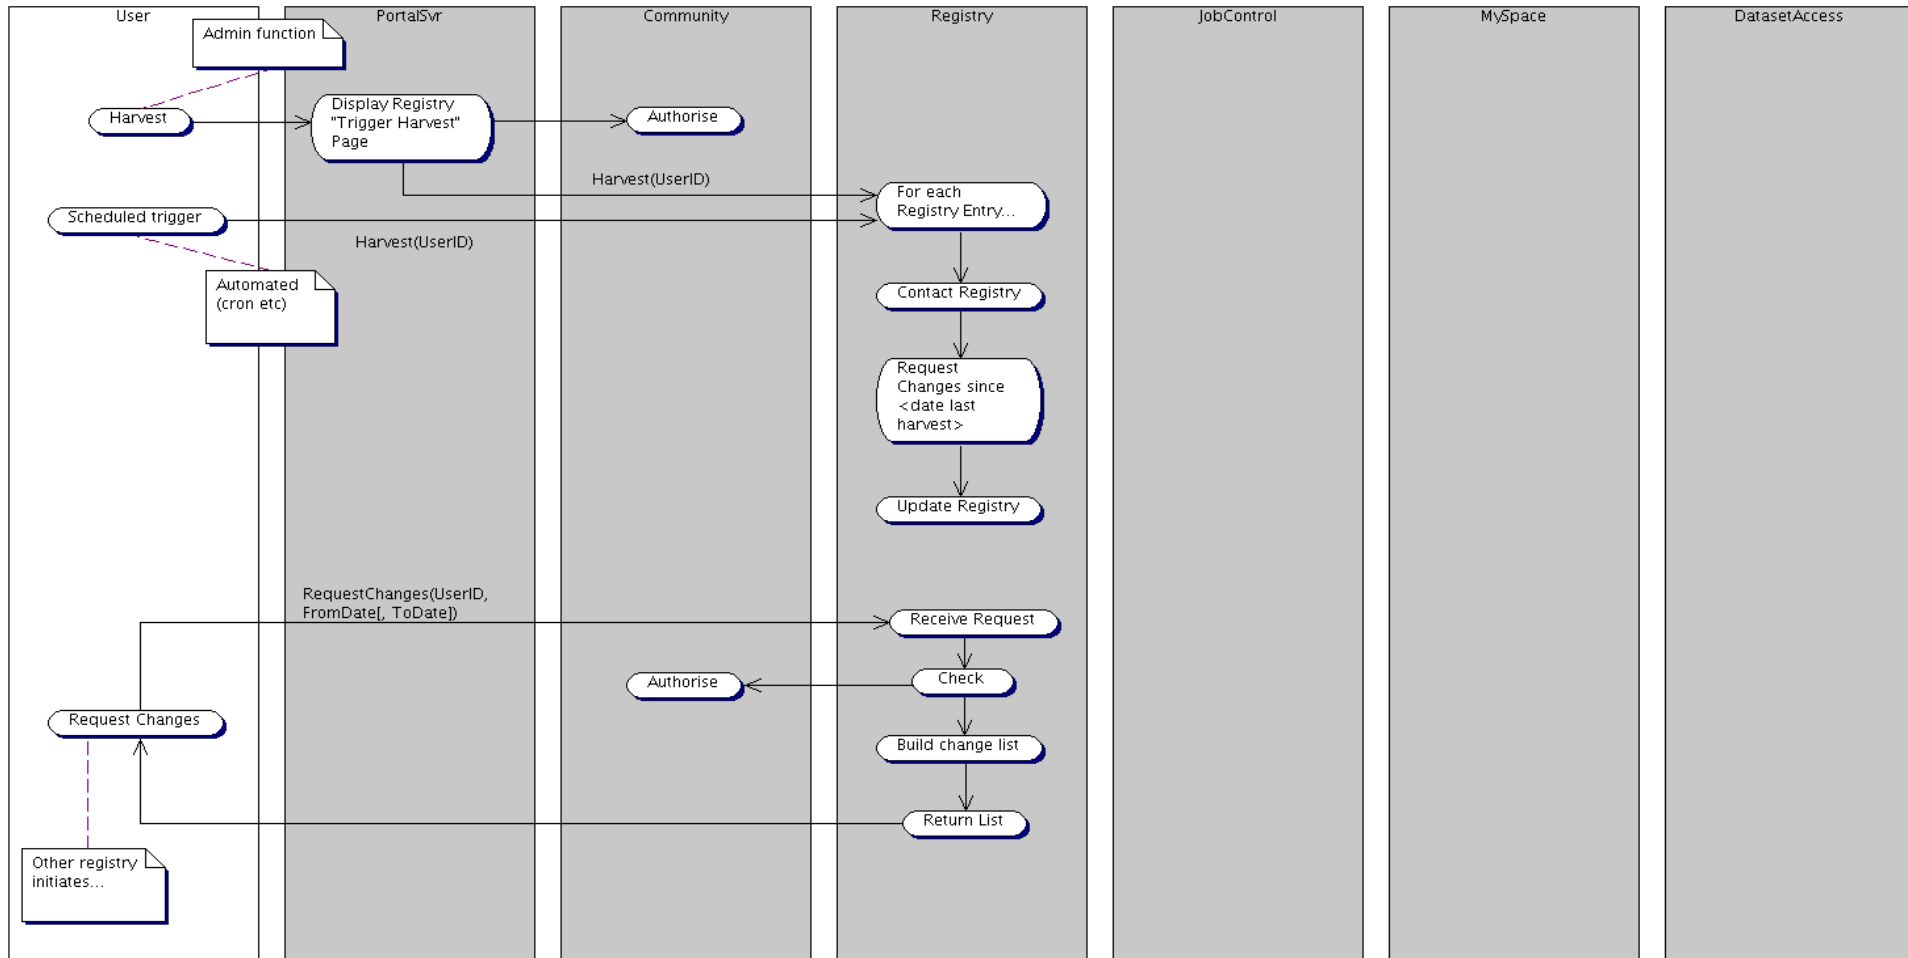 User
PortalSvr
Community
Registry
JobControl
MySpace
DatasetAccess
Admin function
Harvest
Display Registry
"Trigger Harvest"
Page
Authorise
Harvest(UserID)
For each
Registry Entry...
Scheduled trigger
Harvest(UserID)
Automated
(cron etc)
Contact Registry
Request
Changes since
<date last
harvest>
Update Registry
RequestChanges(UserID,
FromDate[, ToDate])
Receive Request
Authorise
Check
Request Changes
Build change list
Return List
Other registry
initiates...